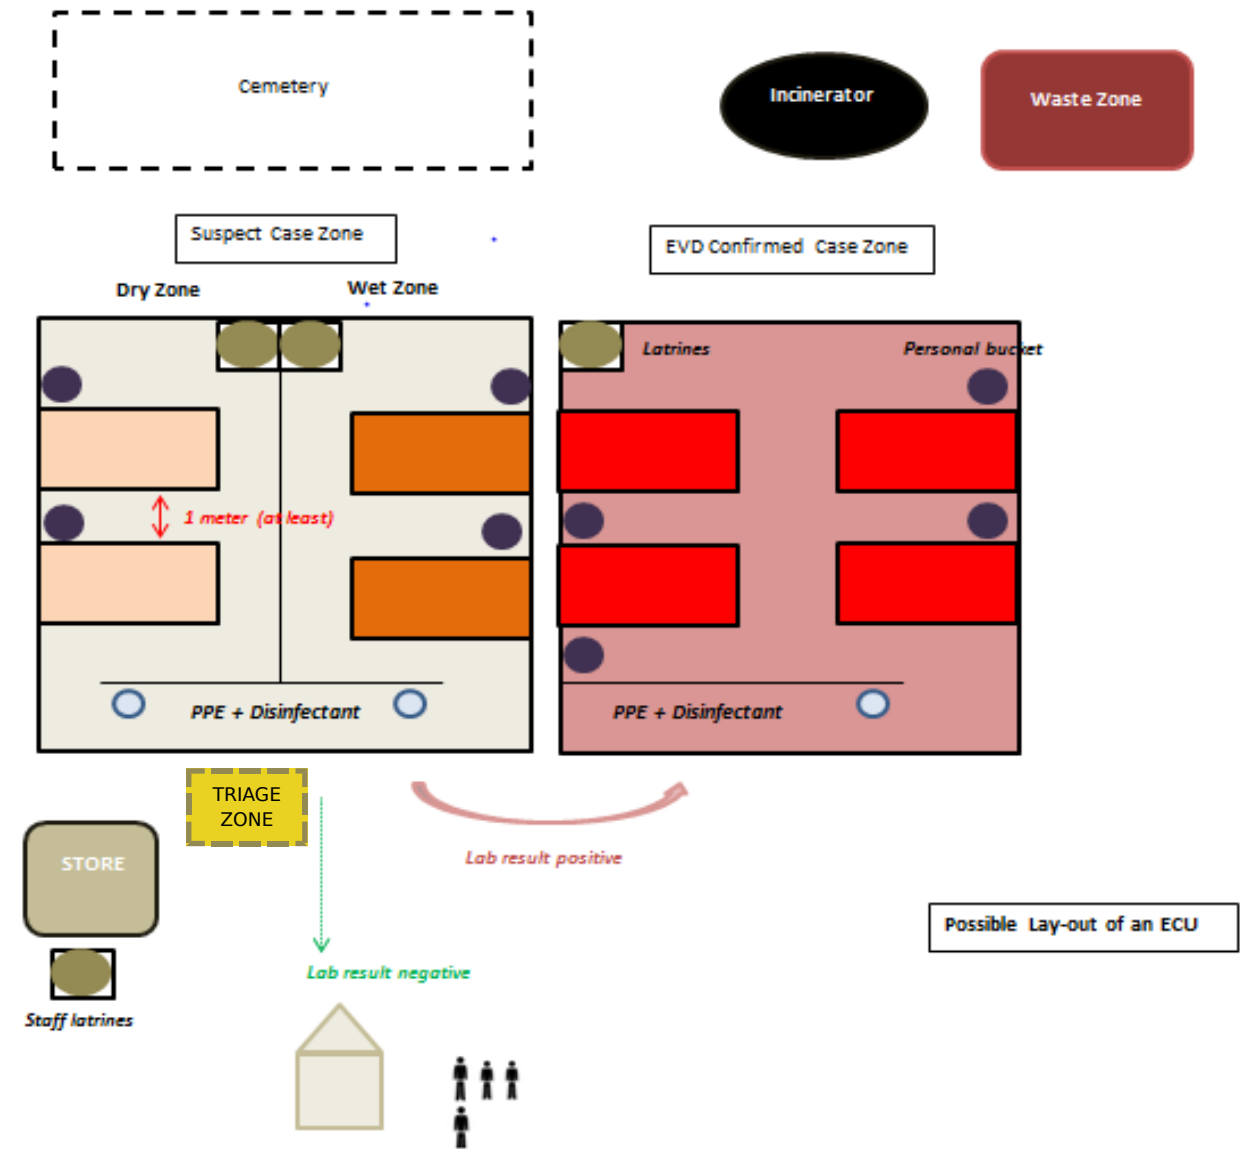 Cemetery
Incinerator
Waste Zone
Suspect Case Zone
EVD Confirmed Case Zone
Dry Zone
Wet Zone
Latrines
Personal bucket
1 meter (at least)
PPE + Disinfectant
PPE + Disinfectant
TRIAGE
ZONE
STORE
Lab result positive
Possible Lay-out of an ECU
Lab result negative
Staff latrines